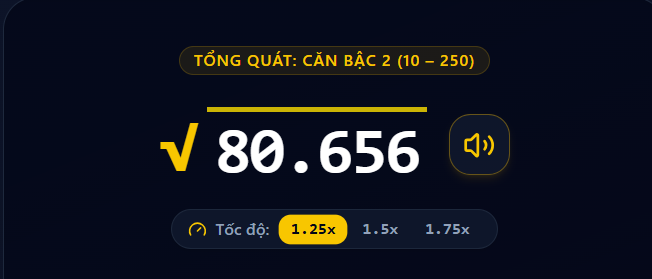 TỔNG QUÁT: CĂN BẬC 2 (10 – 250)
√ 80.656
Tốc độ: 1.25x 1.5x 1.75x